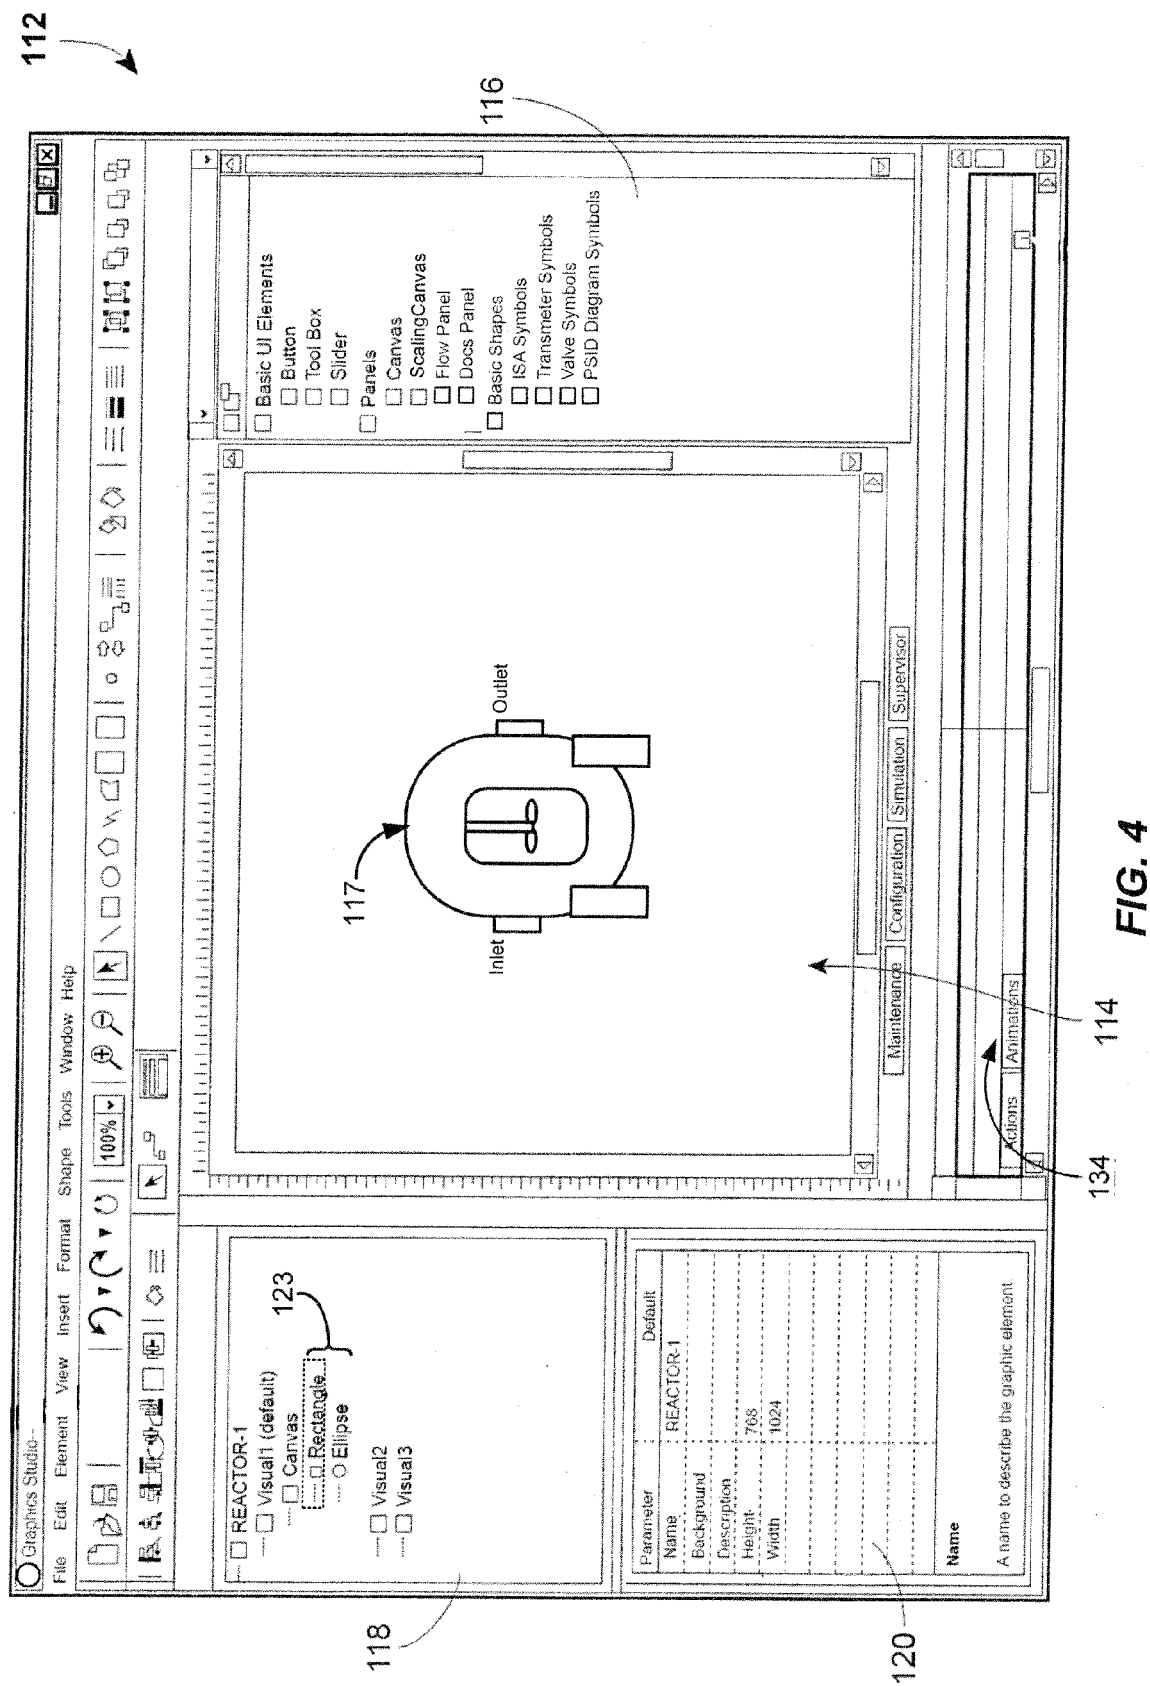 112
Graphics Studio--
File Edit Element View Insert Format Shape Tools Window Help
100%
REACTOR-1
Visual1 (default)
Canvas
Rectangle
Ellipse
Visual2
Visual3
123
118
Parameter Default
Name REACTOR-1
Background
Description
Height 768
Width 1024
Name
A name to describe the graphic element
120
117
Inlet
Outlet
Maintenance Configuration Simulation Supervisor
114
Basic UI Elements
Button
Tool Box
Slider
Panels
Canvas
ScalingCanvas
Flow Panel
Docs Panel
Basic Shapes
ISA Symbols
Transmeter Symbols
Valve Symbols
PSID Diagram Symbols
116
Actions Animations
134
FIG. 4